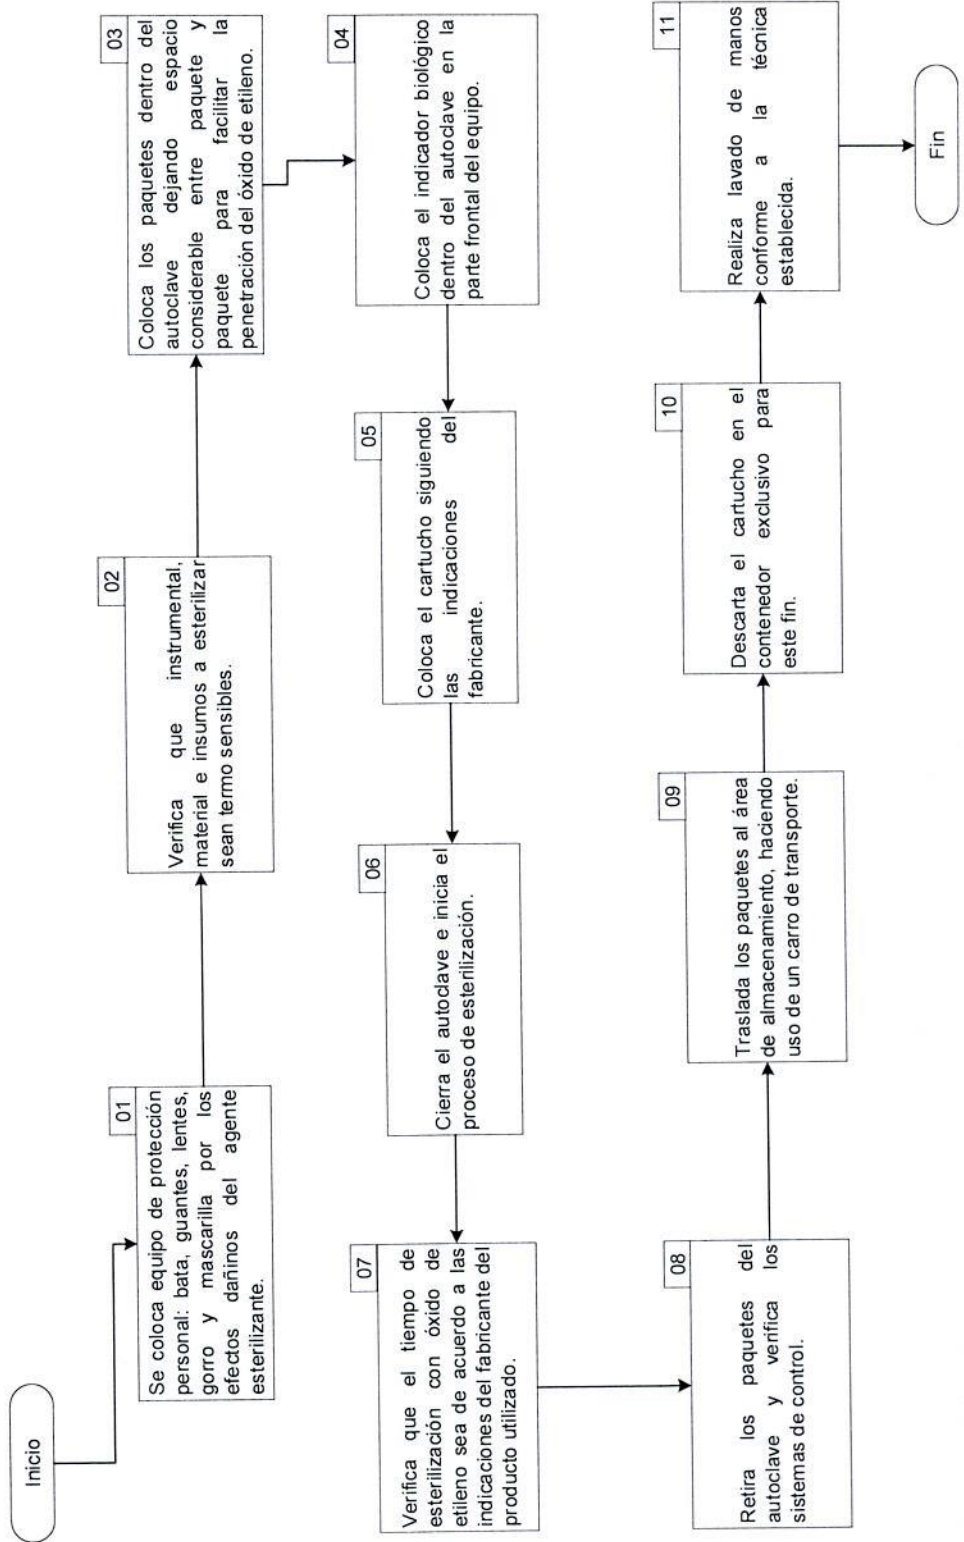 Inicio
01
Se coloca equipo de protección
personal: bata, guantes, lentes,
gorro y mascarilla por los
efectos dañinos del agente
esterilizante.
02
Verifica que instrumental,
material e insumos a esterilizar
sean termo sensibles.
03
Coloca los paquetes dentro del
autoclave dejando espacio
considerable entre paquete y
paquete para facilitar la
penetración del óxido de etileno.
04
Coloca el indicador biológico
dentro del autoclave en la
parte frontal del equipo.
05
Coloca el cartucho siguiendo
las indicaciones del
fabricante.
06
Cierra el autoclave e inicia el
proceso de esterilización.
07
Verifica que el tiempo de
esterilización con óxido de
etileno sea de acuerdo a las
indicaciones del fabricante del
producto utilizado.
08
Retira los paquetes del
autoclave y verifica los
sistemas de control.
09
Traslada los paquetes al área
de almacenamiento, haciendo
uso de un carro de transporte.
10
Descarta el cartucho en el
contenedor exclusivo para
este fin.
11
Realiza lavado de manos
conforme a la técnica
establecida.
Fin